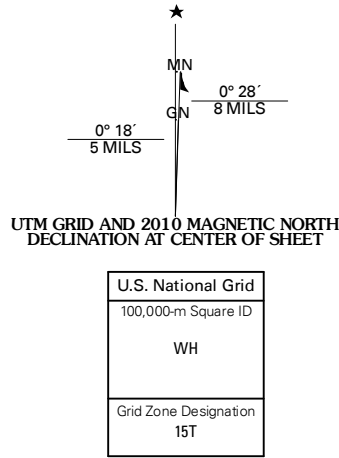 MN
0° 28´
8 MILS
GN
0° 18´
5 MILS
UTM GRID AND 2010 MAGNETIC NORTH
DECLINATION AT CENTER OF SHEET
U.S. National Grid
100,000-m Square ID
WH
Grid Zone Designation
15T